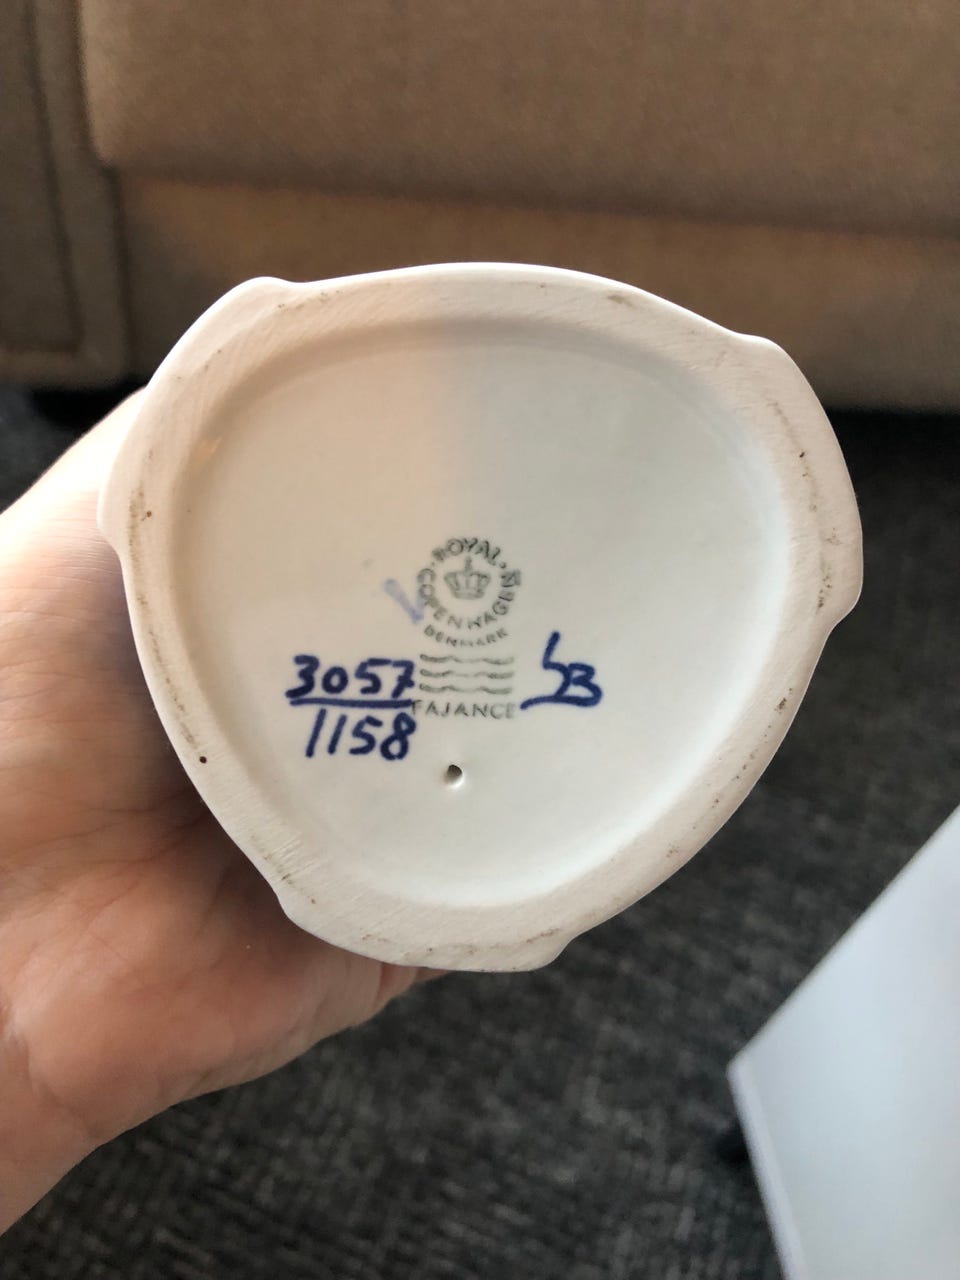 ROYAL
COPENHAGEN
DENMARK
3057
FAJANCE
1158